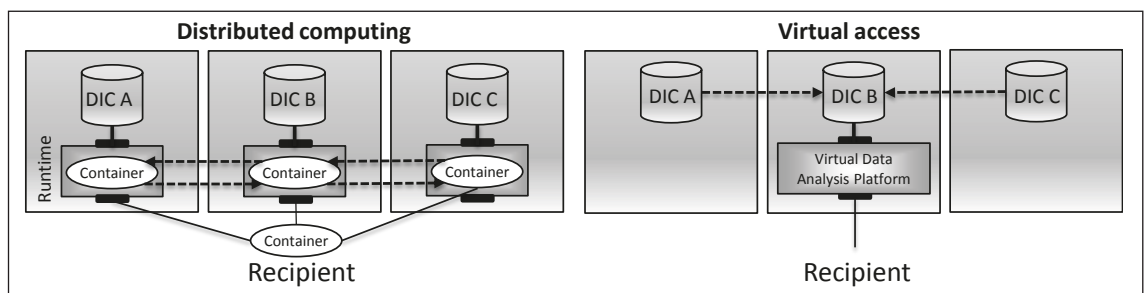 Distributed computing
DIC A
DIC B
DIC C
Runtime
Container
Container
Container
Container
Recipient
Virtual access
DIC A
DIC B
DIC C
Virtual Data
Analysis Platform
Recipient